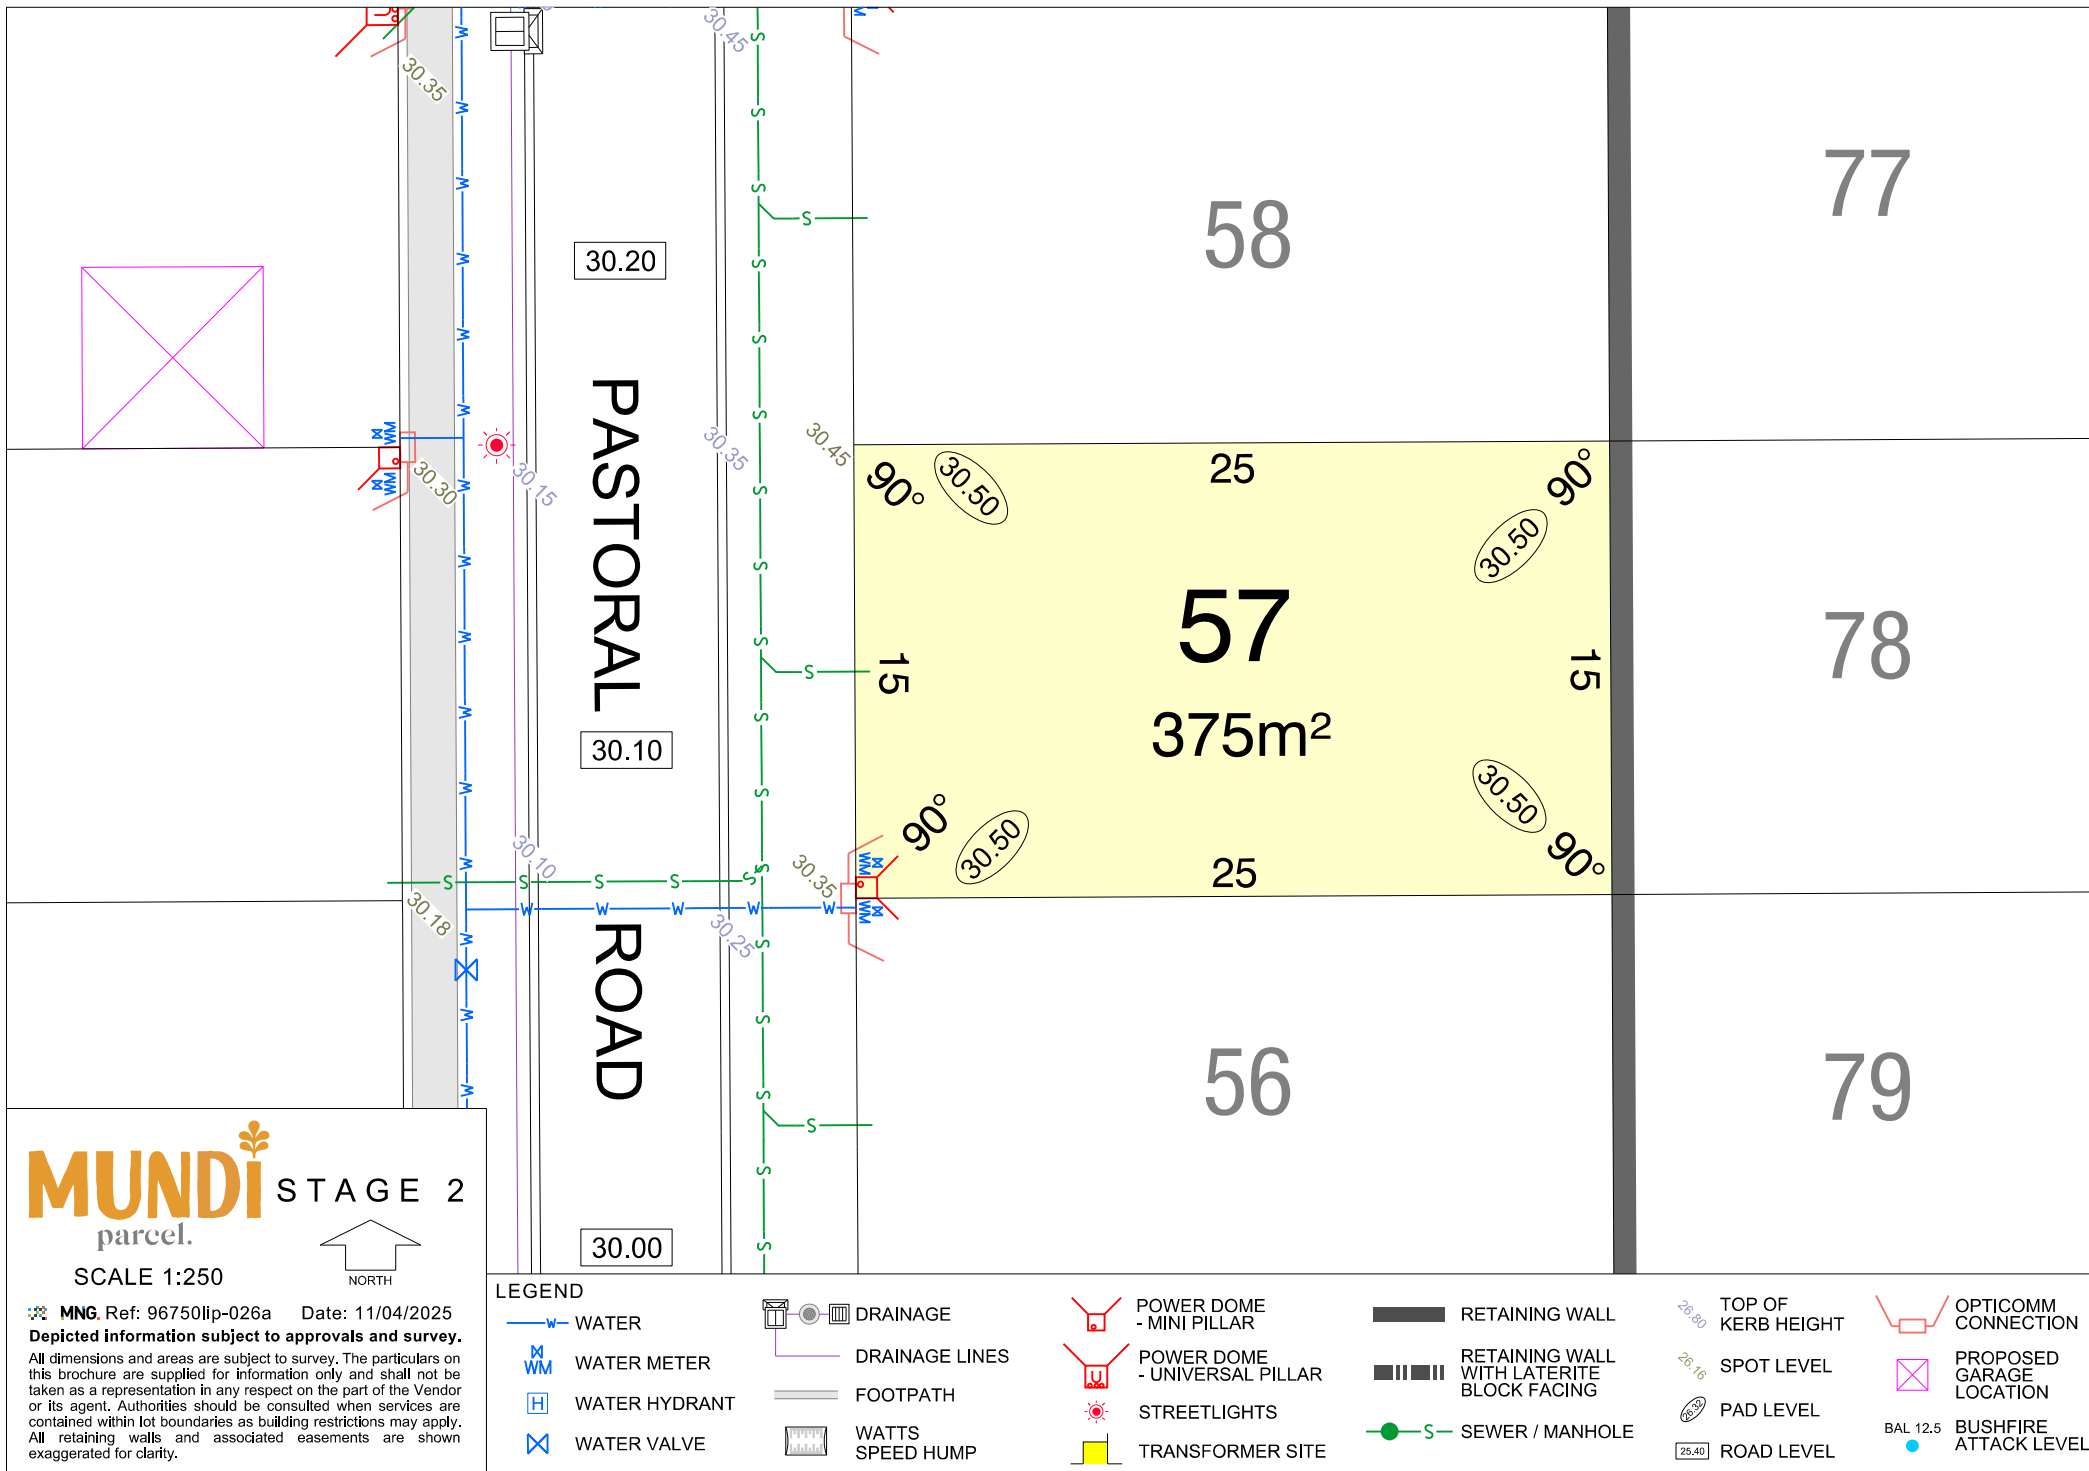 30.45
30.35
77
58
30.20
PASTORAL ROAD
30.35
30.45
30.30
30.15
90°
30.50
25
90°
30.50
57
375m²
15
15
78
30.10
30.50
90°
90°
30.50
25
30.10
30.35
30.18
30.25
56
79
30.00
MUNDI
parcel.
STAGE 2
NORTH
SCALE 1:250
MNG. Ref: 96750lip-026a Date: 11/04/2025
Depicted information subject to approvals and survey.
All dimensions and areas are subject to survey. The particulars on
this brochure are supplied for information only and shall not be
taken as a representation in any respect on the part of the Vendor
or its agent. Authorities should be consulted when services are
contained within lot boundaries as building restrictions may apply.
All retaining walls and associated easements are shown
exaggerated for clarity.
LEGEND
W WATER
WM WATER METER
H WATER HYDRANT
WATER VALVE
DRAINAGE
DRAINAGE LINES
FOOTPATH
WATTS
SPEED HUMP
POWER DOME
- MINI PILLAR
POWER DOME
- UNIVERSAL PILLAR
STREETLIGHTS
TRANSFORMER SITE
RETAINING WALL
RETAINING WALL
WITH LATERITE
BLOCK FACING
S SEWER / MANHOLE
26.80 TOP OF
KERB HEIGHT
26.16 SPOT LEVEL
26.32 PAD LEVEL
25.40 ROAD LEVEL
OPTICOMM
CONNECTION
PROPOSED
GARAGE
LOCATION
BAL 12.5 BUSHFIRE
ATTACK LEVEL